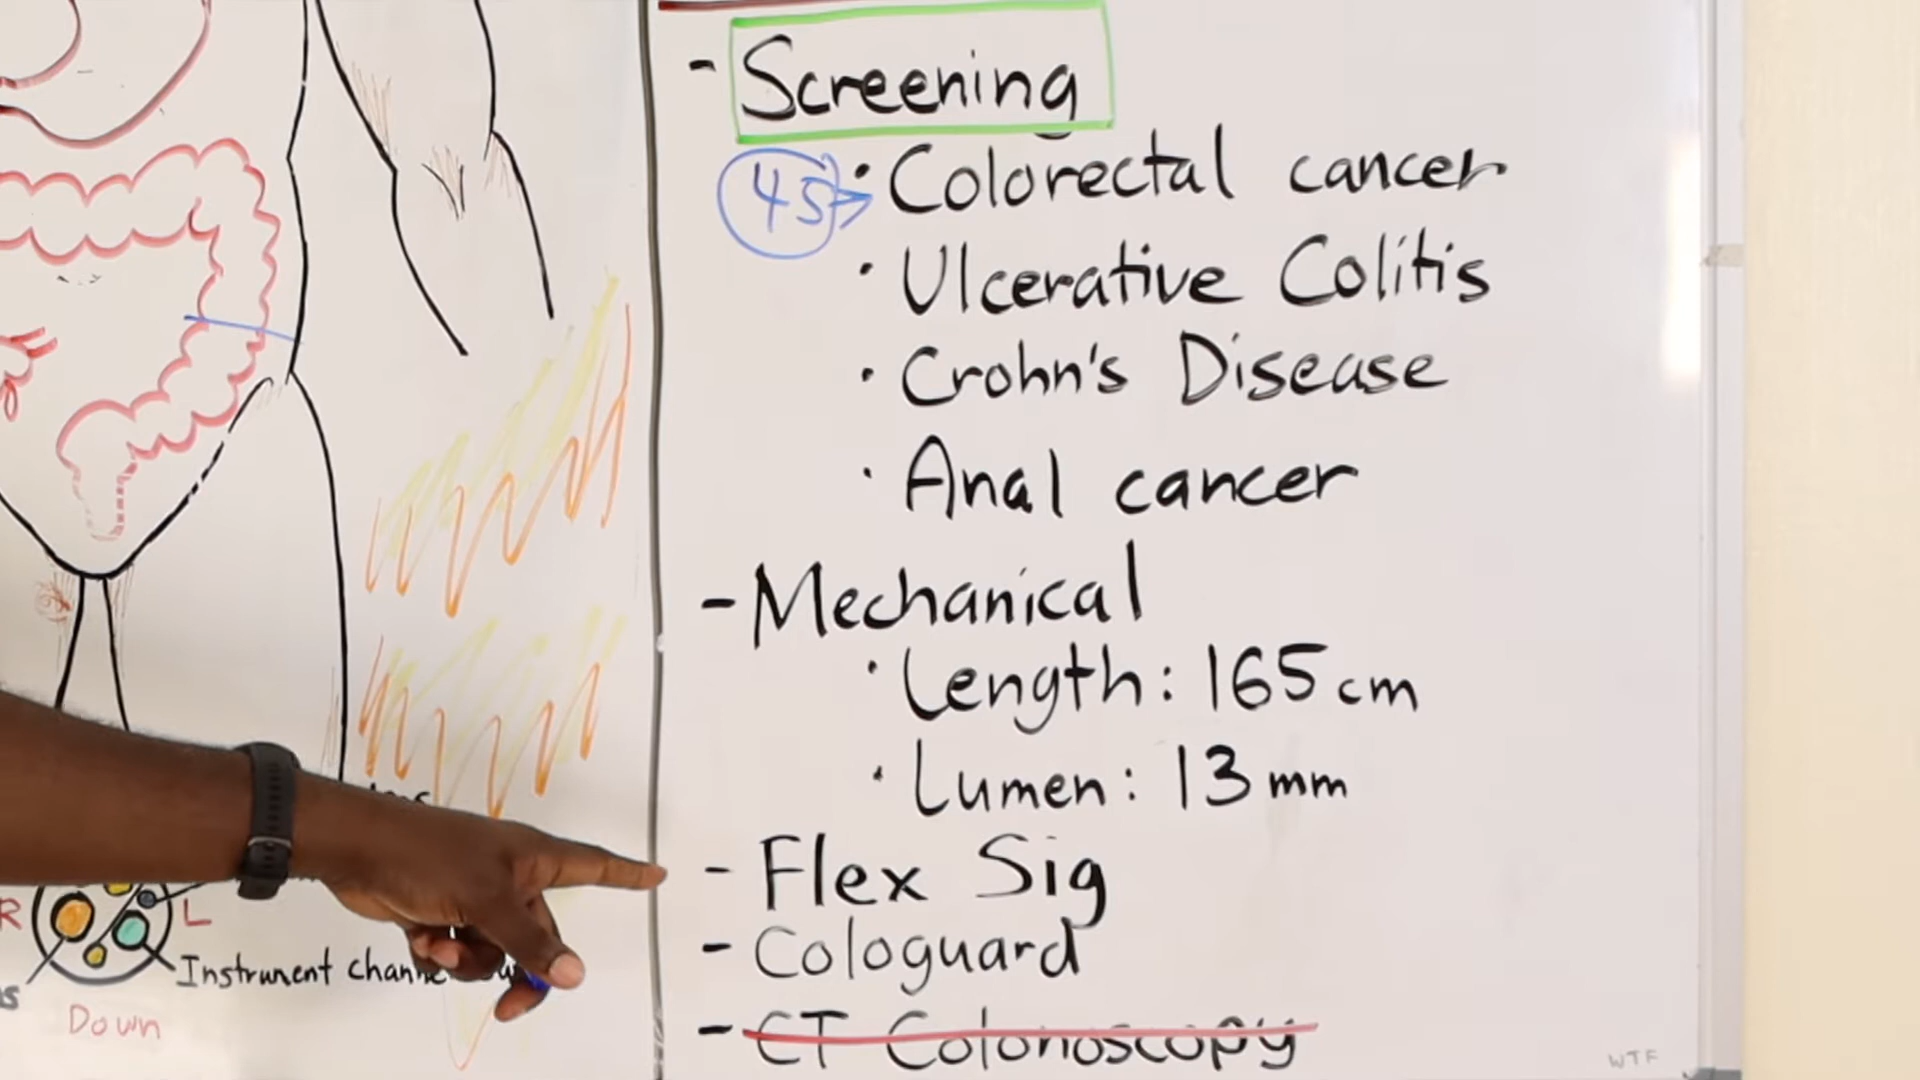 - Screening
45→ • Colorectal cancer
• Ulcerative Colitis
• Crohn's Disease
• Anal cancer
- Mechanical
• Length: 165 cm
• Lumen: 13 mm
- Flex Sig
- Cologuard
- CT Colonoscopy
R
L
Instrument
Down
WTF